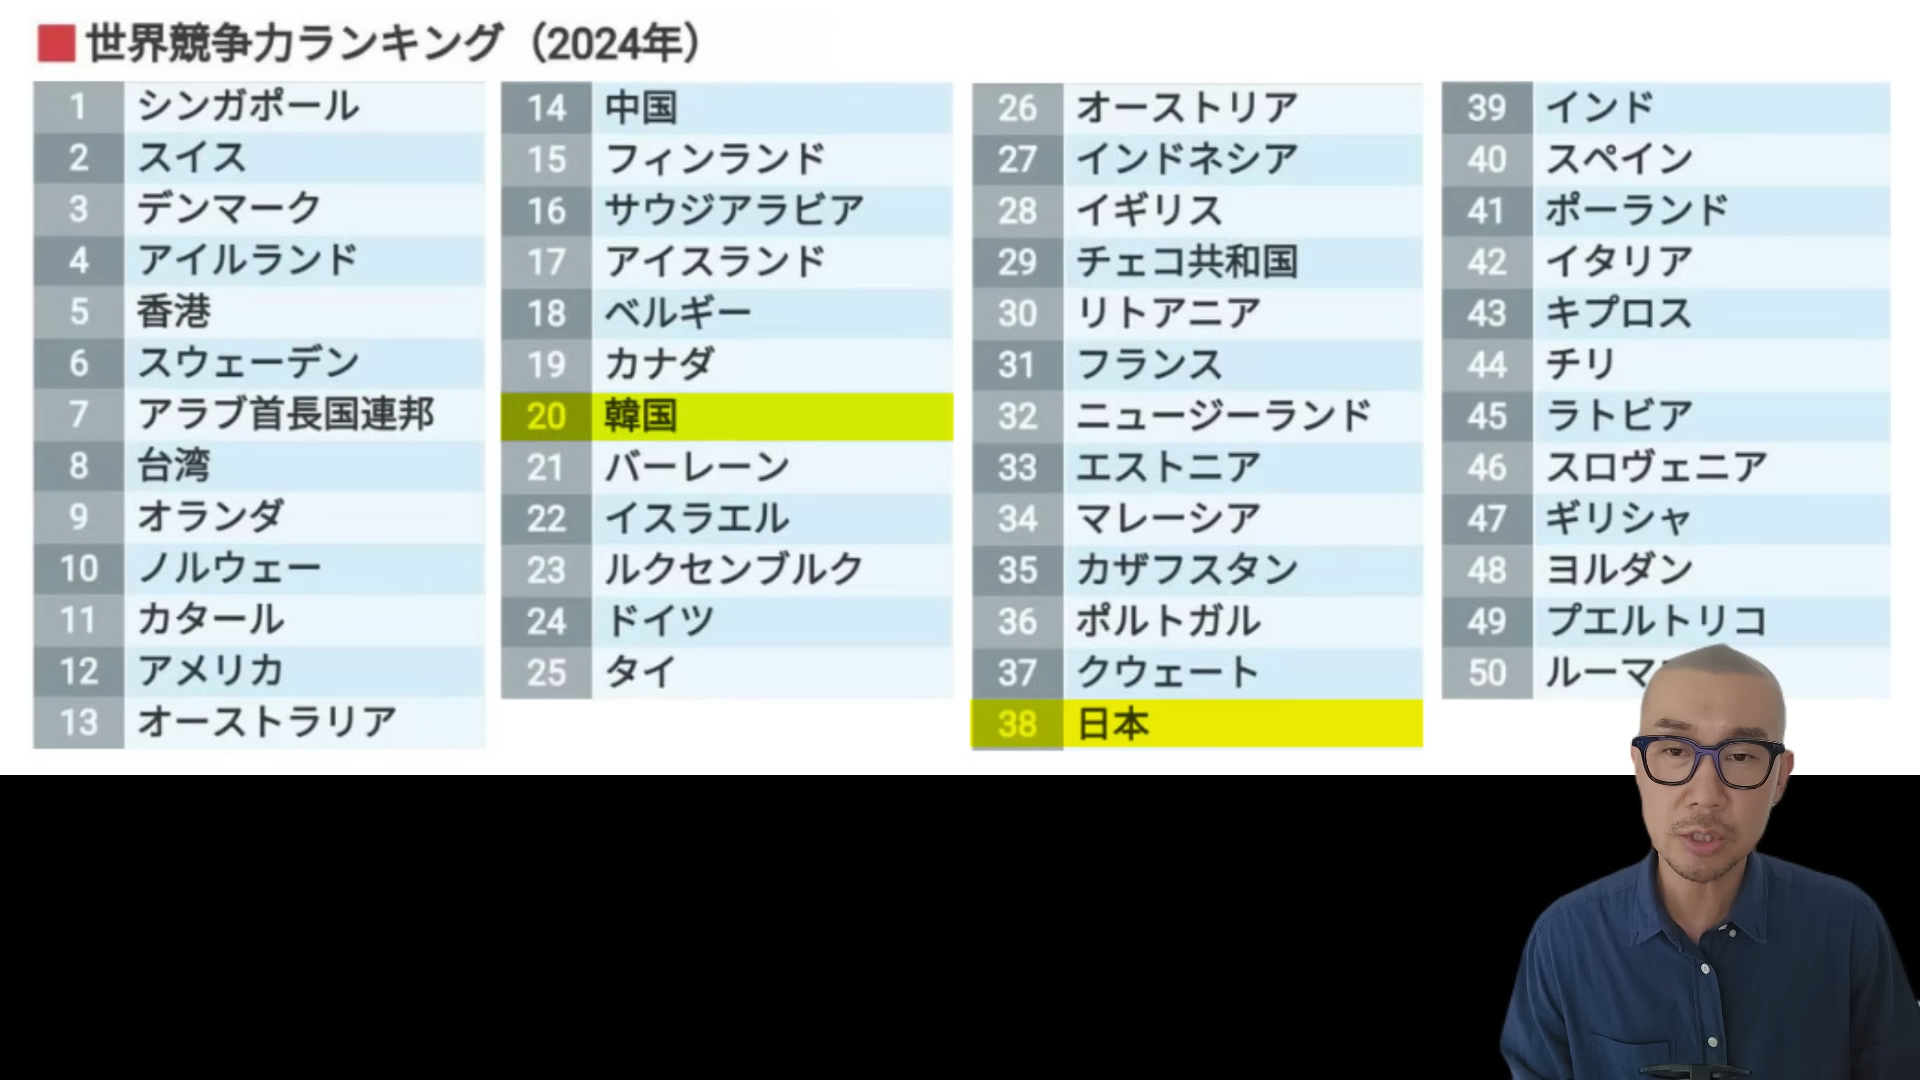 世界競争力ランキング（2024年）
1 シンガポール
2 スイス
3 デンマーク
4 アイルランド
5 香港
6 スウェーデン
7 アラブ首長国連邦
8 台湾
9 オランダ
10 ノルウェー
11 カタール
12 アメリカ
13 オーストラリア
14 中国
15 フィンランド
16 サウジアラビア
17 アイスランド
18 ベルギー
19 カナダ
20 韓国
21 バーレーン
22 イスラエル
23 ルクセンブルク
24 ドイツ
25 タイ
26 オーストリア
27 インドネシア
28 イギリス
29 チェコ共和国
30 リトアニア
31 フランス
32 ニュージーランド
33 エストニア
34 マレーシア
35 カザフスタン
36 ポルトガル
37 クウェート
38 日本
39 インド
40 スペイン
41 ポーランド
42 イタリア
43 キプロス
44 チリ
45 ラトビア
46 スロヴェニア
47 ギリシャ
48 ヨルダン
49 プエルトリコ
50